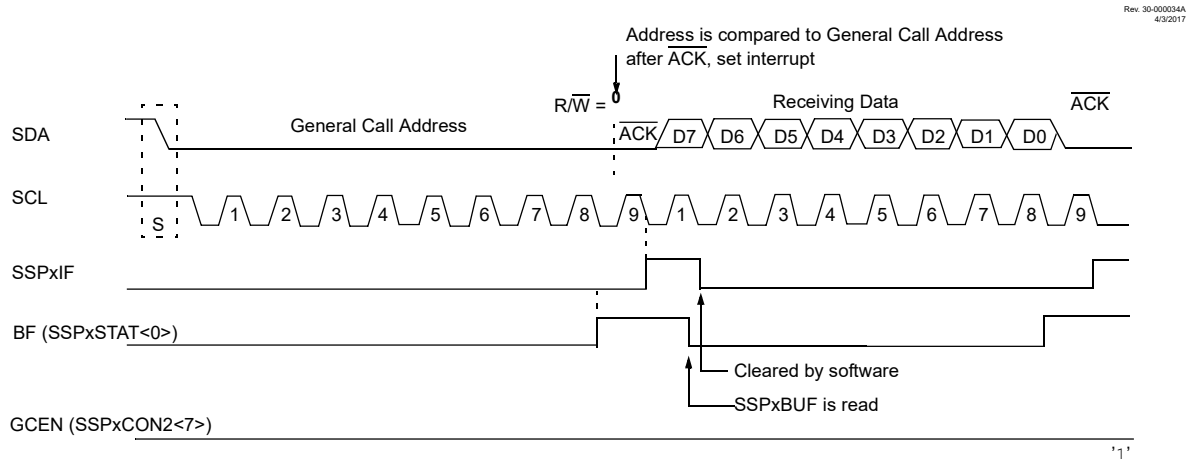 Rev. 30-000034A
4/3/2017
Address is compared to General Call Address
after ACK, set interrupt
R/W = 0
Receiving Data
ACK
SDA
General Call Address
ACK D7 D6 D5 D4 D3 D2 D1 D0
SCL
S 1 2 3 4 5 6 7 8 9 1 2 3 4 5 6 7 8 9
SSPxIF
BF (SSPxSTAT<0>)
Cleared by software
SSPxBUF is read
GCEN (SSPxCON2<7>)
'1'